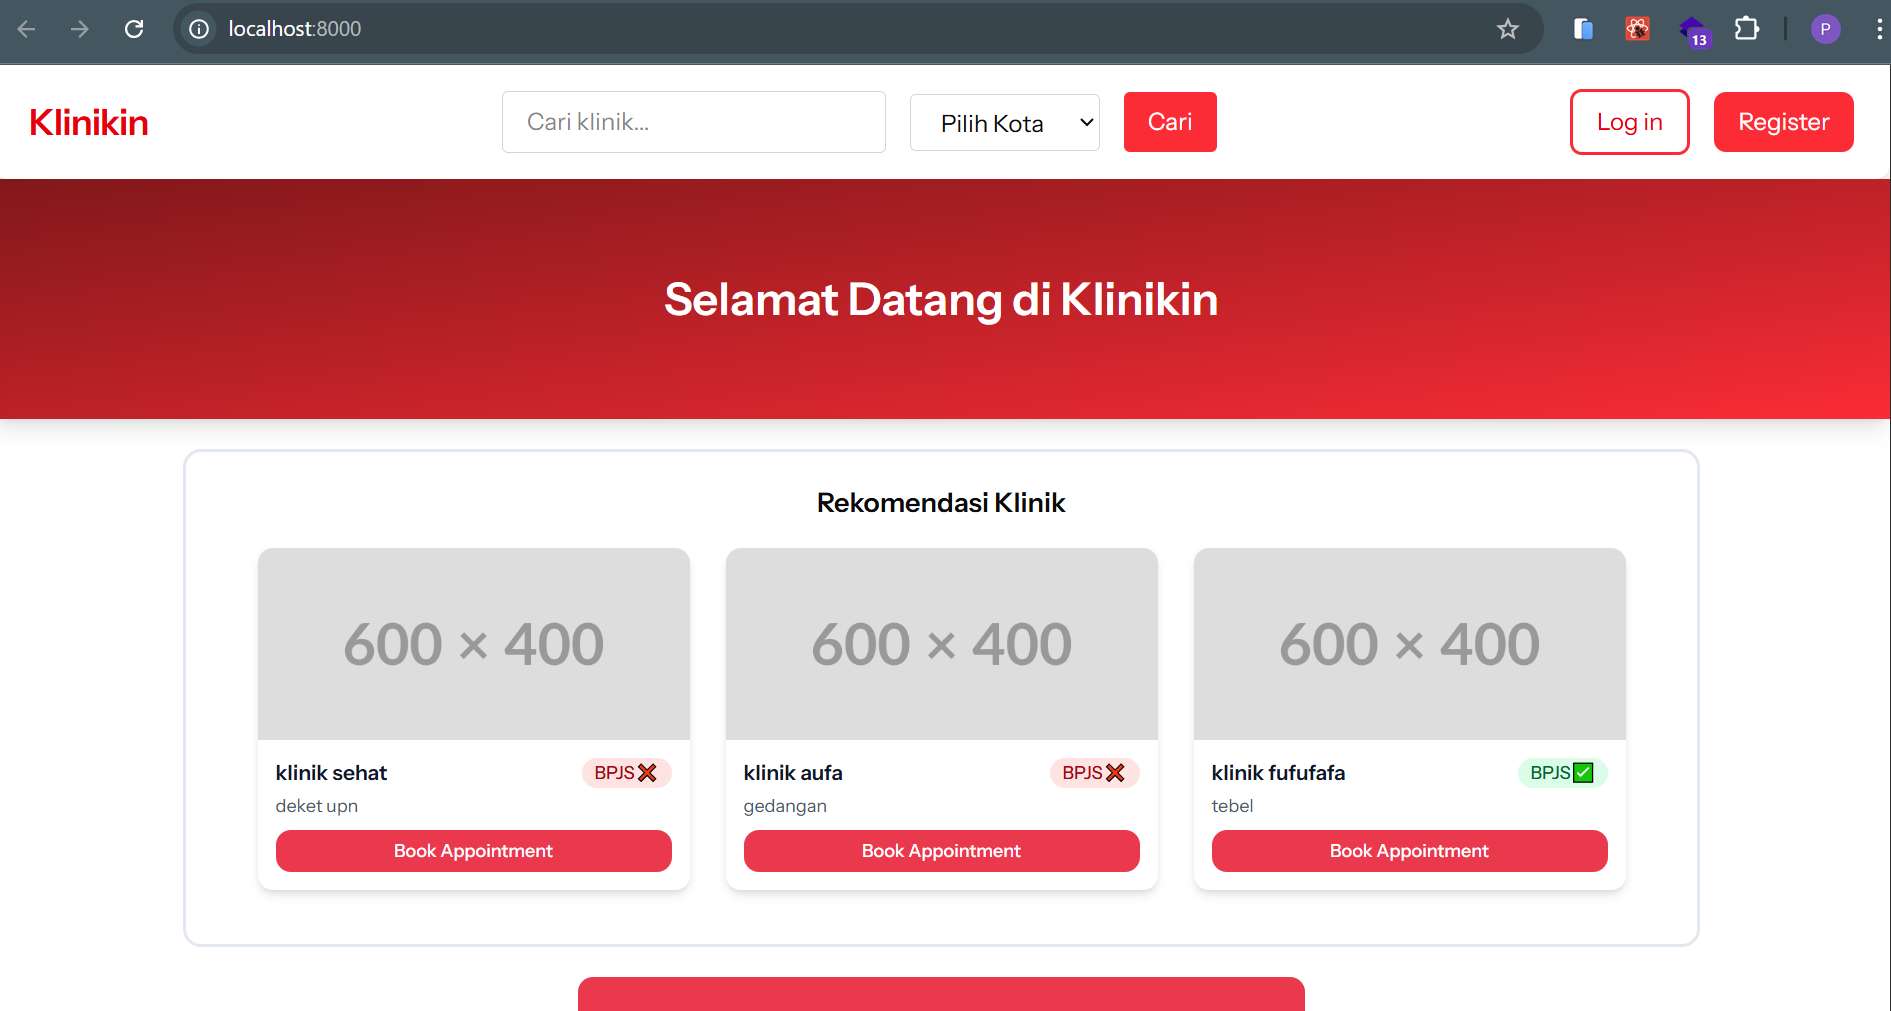 localhost:8000
13
P
Klinikin
Cari klinik...
Pilih Kota
Cari
Log in
Register
Selamat Datang di Klinikin
Rekomendasi Klinik
600 × 400
600 × 400
600 × 400
klinik sehat
BPJS❌
deket upn
Book Appointment
klinik aufa
BPJS❌
gedangan
Book Appointment
klinik fufufafa
BPJS✅
tebel
Book Appointment